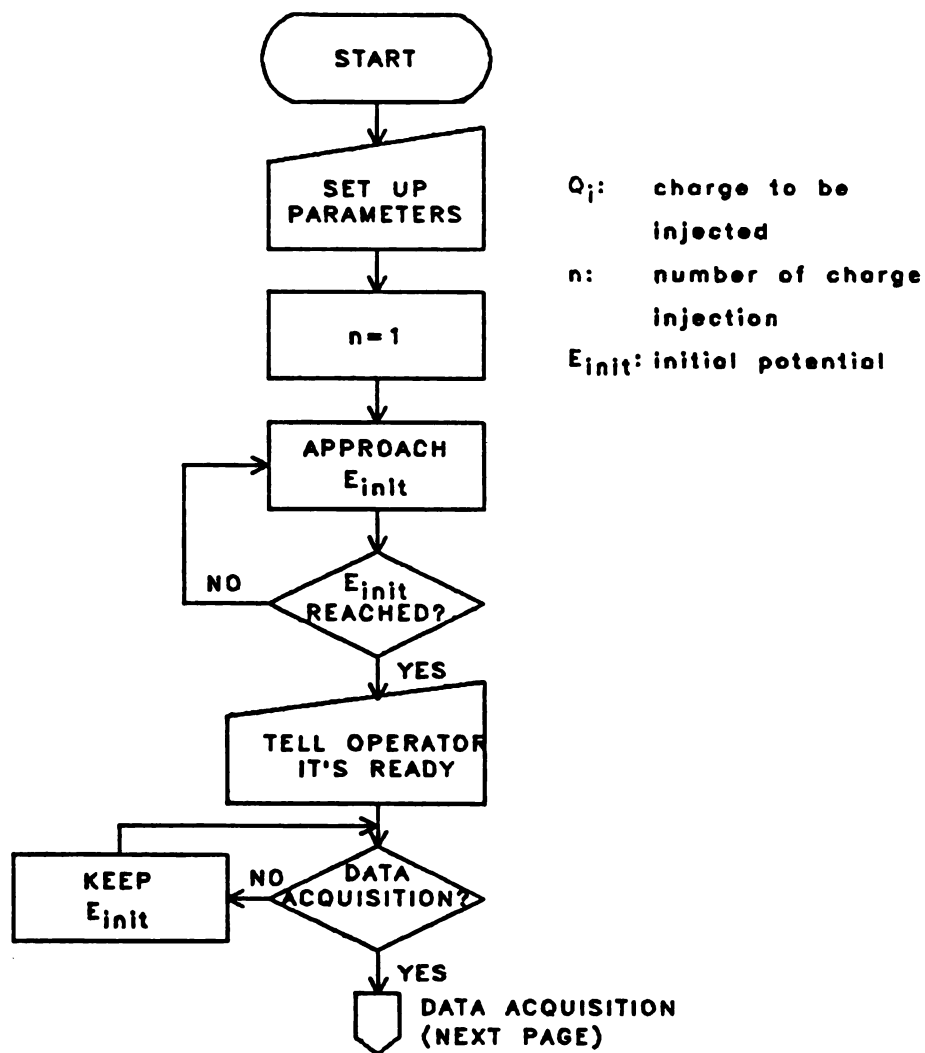 START
SET UP
PARAMETERS
Qi: charge to be
injected
n: number of charge
injection
Einit: initial potential
n=1
APPROACH
Einit
NO
Einit
REACHED?
YES
TELL OPERATOR
IT'S READY
KEEP
Einit
NO
DATA
ACQUISITION?
YES
DATA ACQUISITION
(NEXT PAGE)